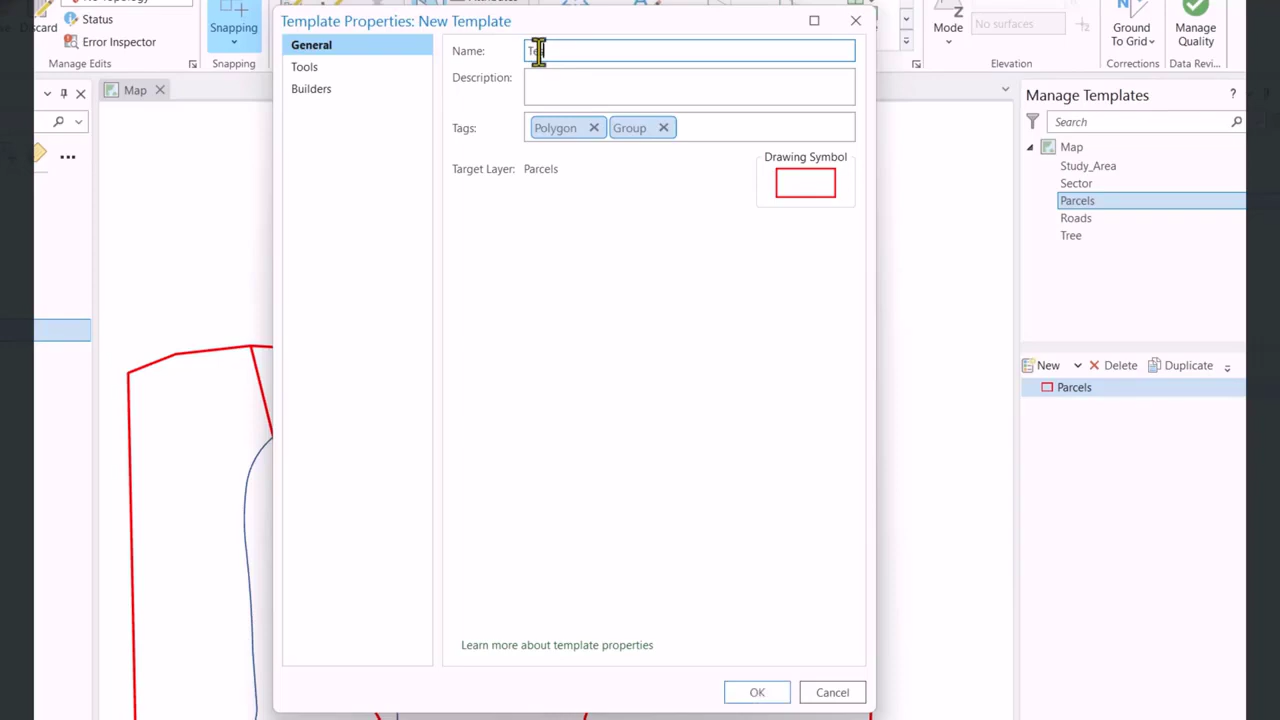 Discard
Status
Error Inspector
Manage Edits
Snapping
Snapping
Template Properties: New Template
General
Tools
Builders
Name:
Description:
Tags: Polygon Group
Target Layer: Parcels
Drawing Symbol
Learn more about template properties
OK Cancel
Map
Mode
No surfaces
Elevation
Ground
To Grid
Corrections
Manage
Quality
Data Revi...
Manage Templates ?
Search
Map
Study_Area
Sector
Parcels
Roads
Tree
New Delete Duplicate
Parcels